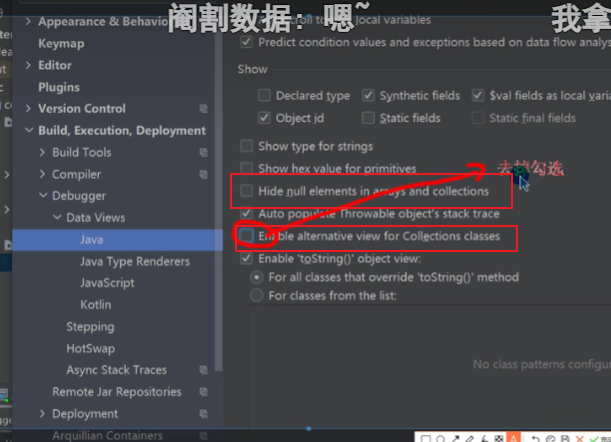 阉割数据：嗯~
我拿
Appearance & Behavio
local variables
Keymap
Predict condition values and exceptions based on data flow analys
Editor
Plugins
Show
Version Control
Declared type
Synthetic fields
$val fields as local varia
Build, Execution, Deployment
Object id
Static fields
Static final fields
Build Tools
Show type for strings
Compiler
Show hex value for primitives
去掉勾选
Debugger
Hide null elements in arrays and collections
Data Views
Auto populate Throwable object's stack trace
Java
Enable alternative view for Collections classes
Java Type Renderers
Enable 'toString()' object view:
JavaScript
For all classes that override 'toString()' method
Kotlin
For classes from the list:
Stepping
HotSwap
Async Stack Traces
No class patterns configur
Remote Jar Repositories
Deployment
Arquillian Containers